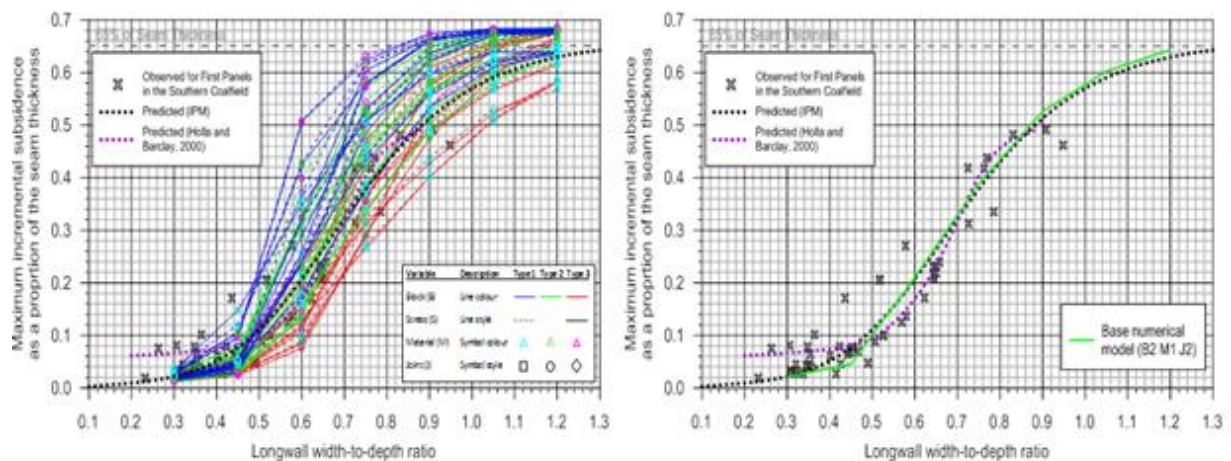 0.7
0.6
0.5
0.4
0.3
0.2
0.1
0.0
Maximum incremental subsidence
as a proprtion of the seam thickness
65% of Seam Thickness
Observed for First Panels
in the Southern Coalfield
Predicted (IPM)
Predicted (Holla and
Barclay, 2000)
Variable Description Type 1 Type 2 Type 3
Block (B) Line colour
Stress (S) Line style
Material (M) Symbol colour
Joint (J) Symbol style
0.1 0.2 0.3 0.4 0.5 0.6 0.7 0.8 0.9 1.0 1.1 1.2 1.3
Longwall width-to-depth ratio
0.7
0.6
0.5
0.4
0.3
0.2
0.1
0.0
Maximum incremental subsidence
as a proprtion of the seam thickness
65% of Seam Thickness
Observed for First Panels
in the Southern Coalfield
Predicted (IPM)
Predicted (Holla and
Barclay, 2000)
Base numerical
model (B2 M1 J2)
0.1 0.2 0.3 0.4 0.5 0.6 0.7 0.8 0.9 1.0 1.1 1.2 1.3
Longwall width-to-depth ratio